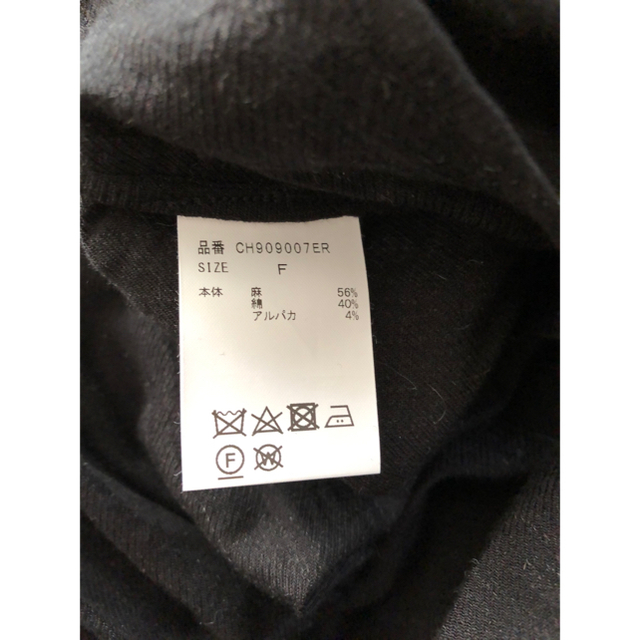 品番 CH909007ER
SIZE F
本体 麻 56%
綿 40%
アルパカ 4%
F W